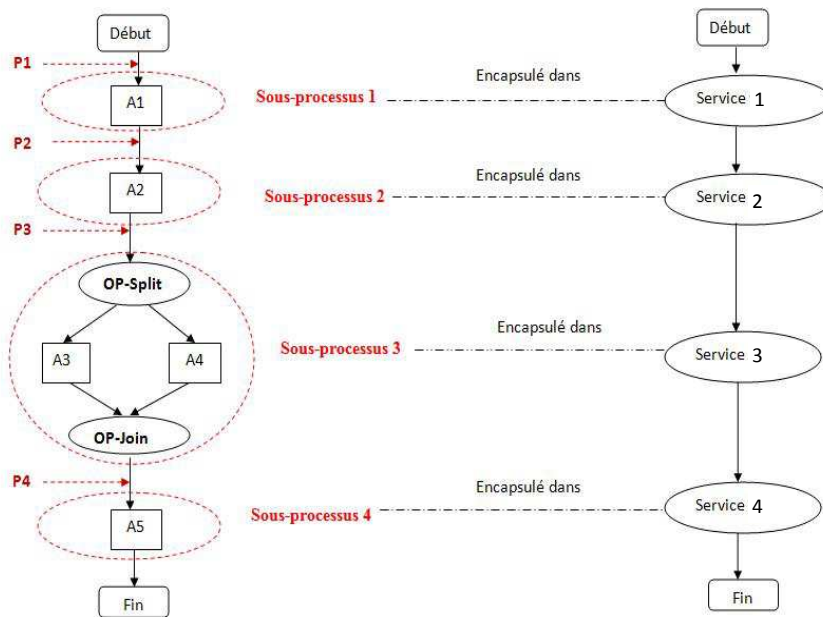 Début
Début
P1
Encapsulé dans
A1
Sous-processus 1
Service 1
P2
Encapsulé dans
A2
Sous-processus 2
Service 2
P3
OP-Split
Encapsulé dans
A3
A4
Sous-processus 3
Service 3
OP-Join
P4
Encapsulé dans
A5
Sous-processus 4
Service 4
Fin
Fin